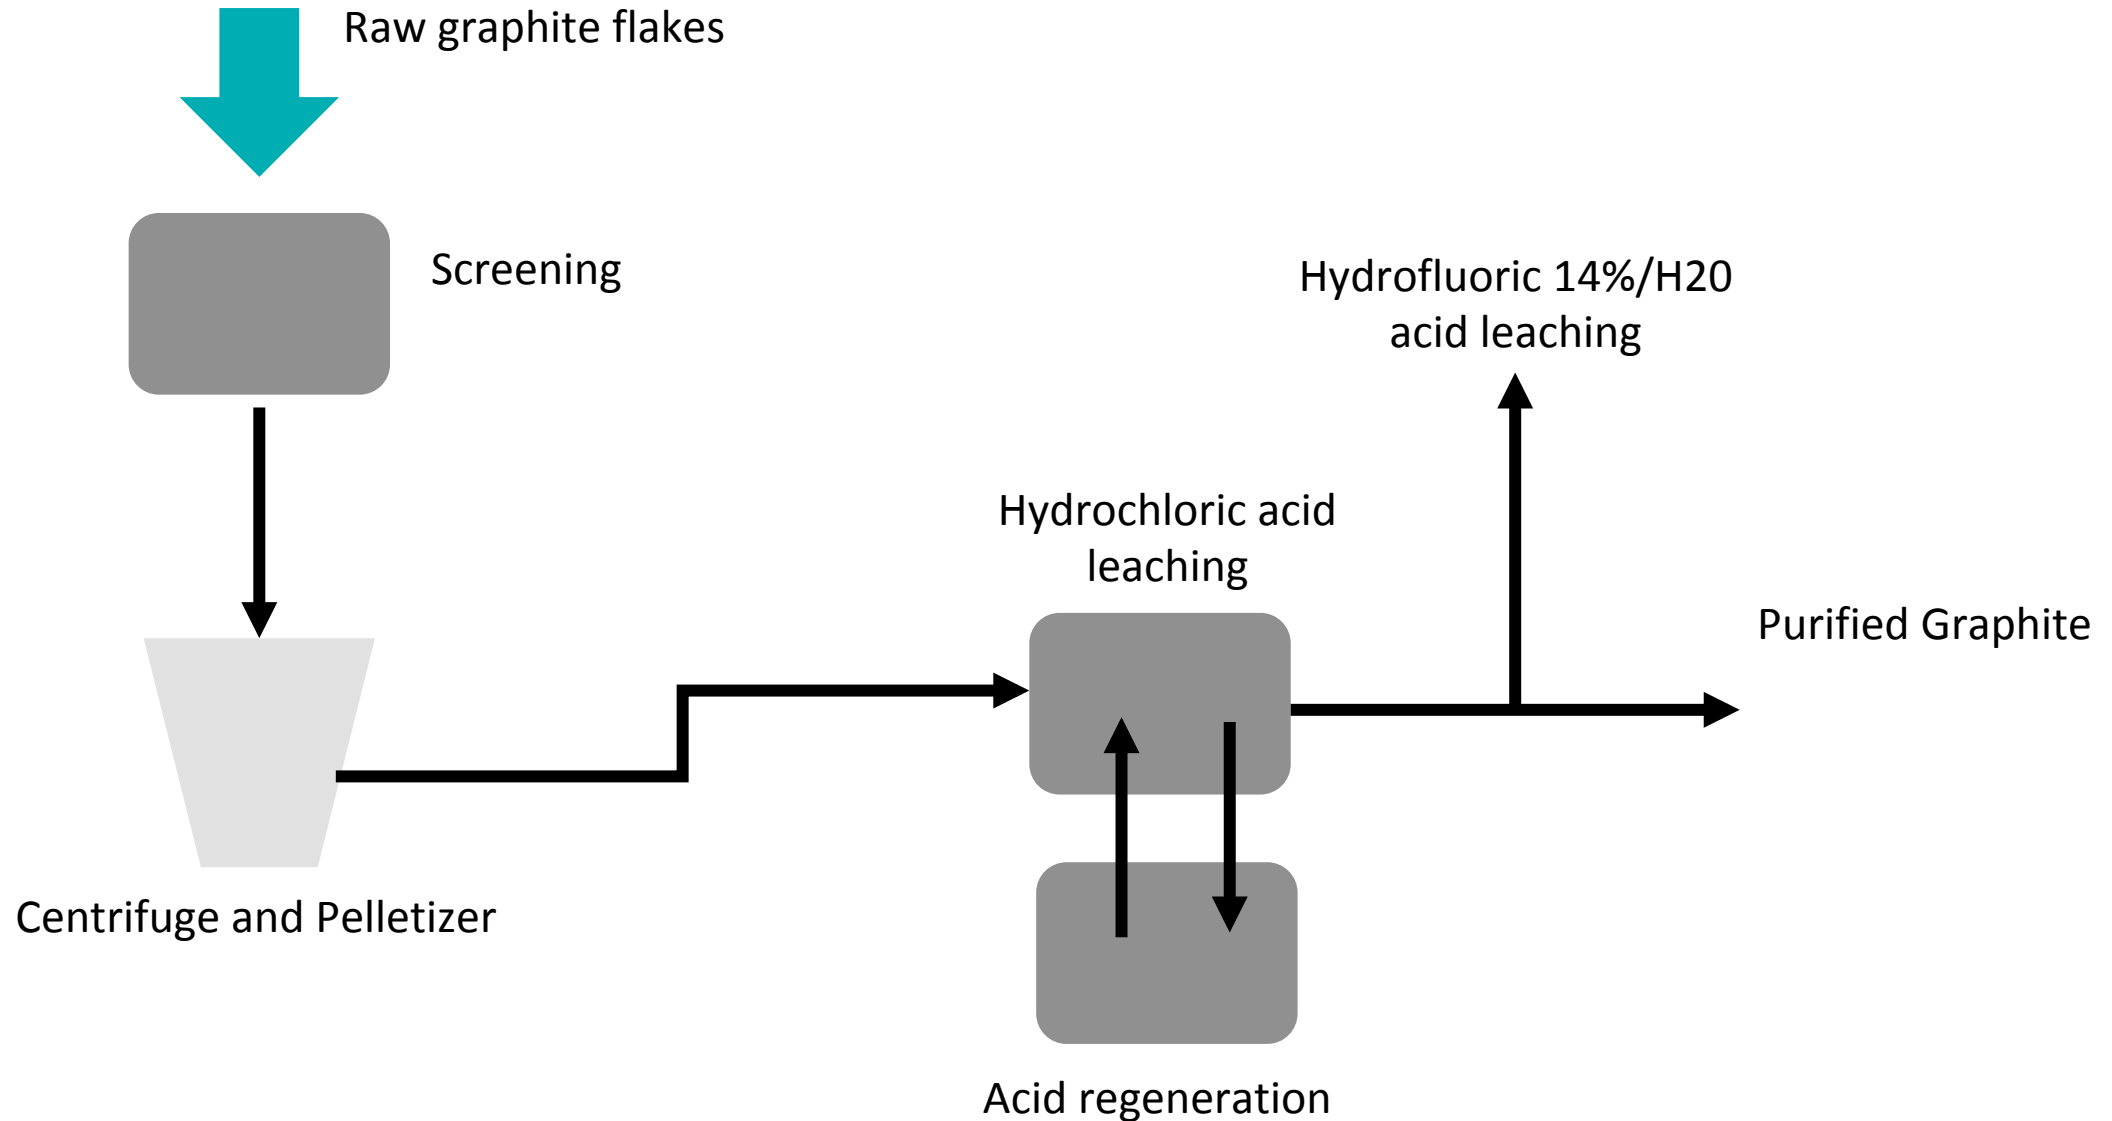 Raw graphite flakes
Screening
Hydrofluoric 14%/H20
acid leaching
Hydrochloric acid
leaching
Purified Graphite
Centrifuge and Pelletizer
Acid regeneration